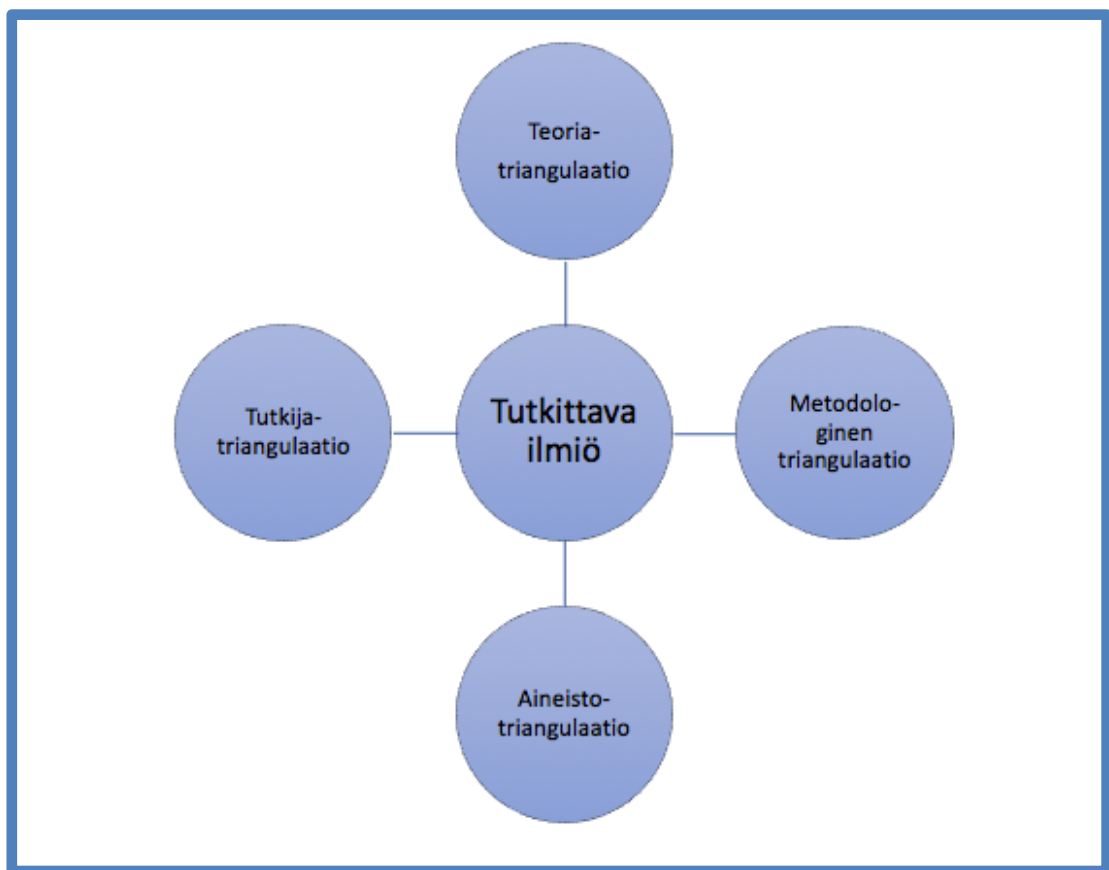 Teoria-
triangulaatio
Tutkija-
triangulaatio
Tutkittava
ilmiö
Metodolo-
ginen
triangulaatio
Aineisto-
triangulaatio